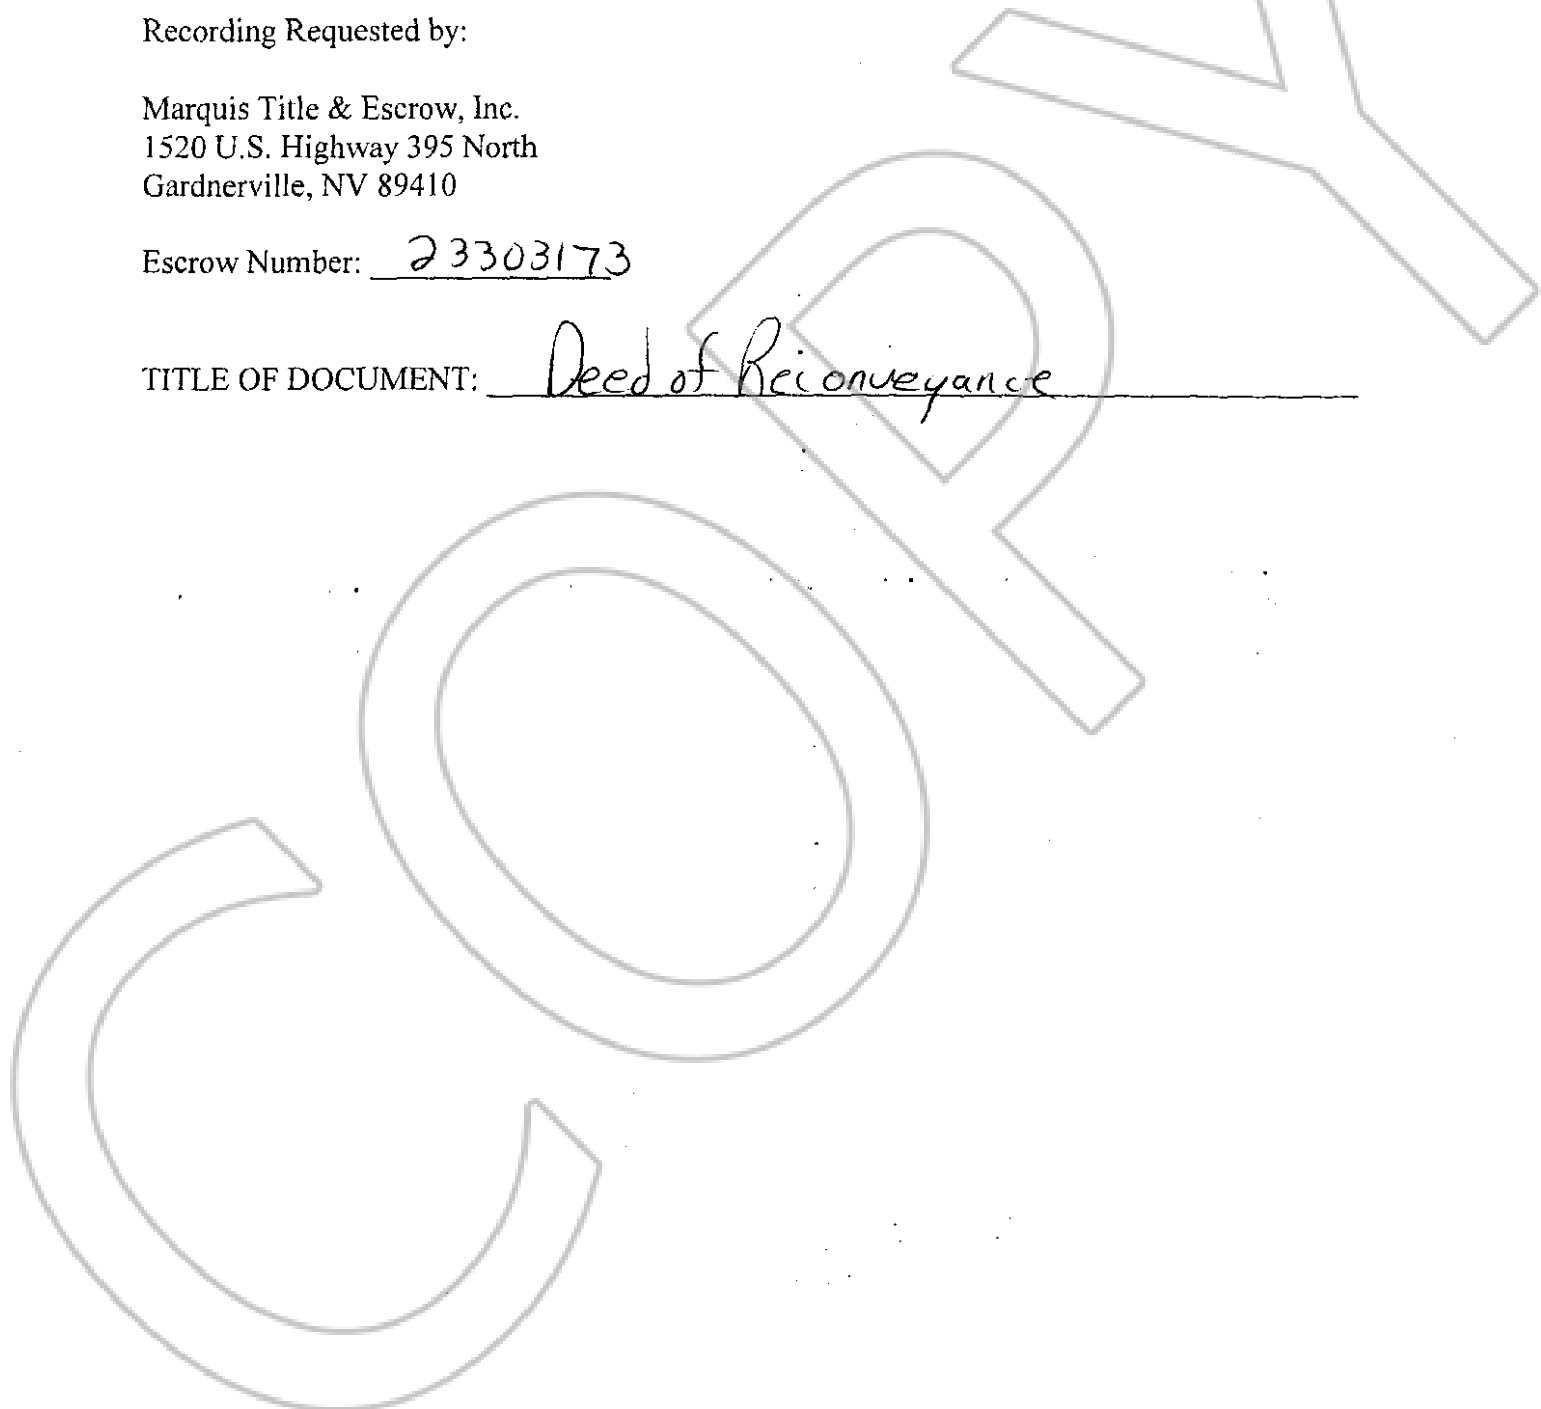 Recording Requested by:
Marquis Title & Escrow, Inc.
1520 U.S. Highway 395 North
Gardnerville, NV 89410
Escrow Number: 23303173
TITLE OF DOCUMENT: Deed of Reconveyance
COPY